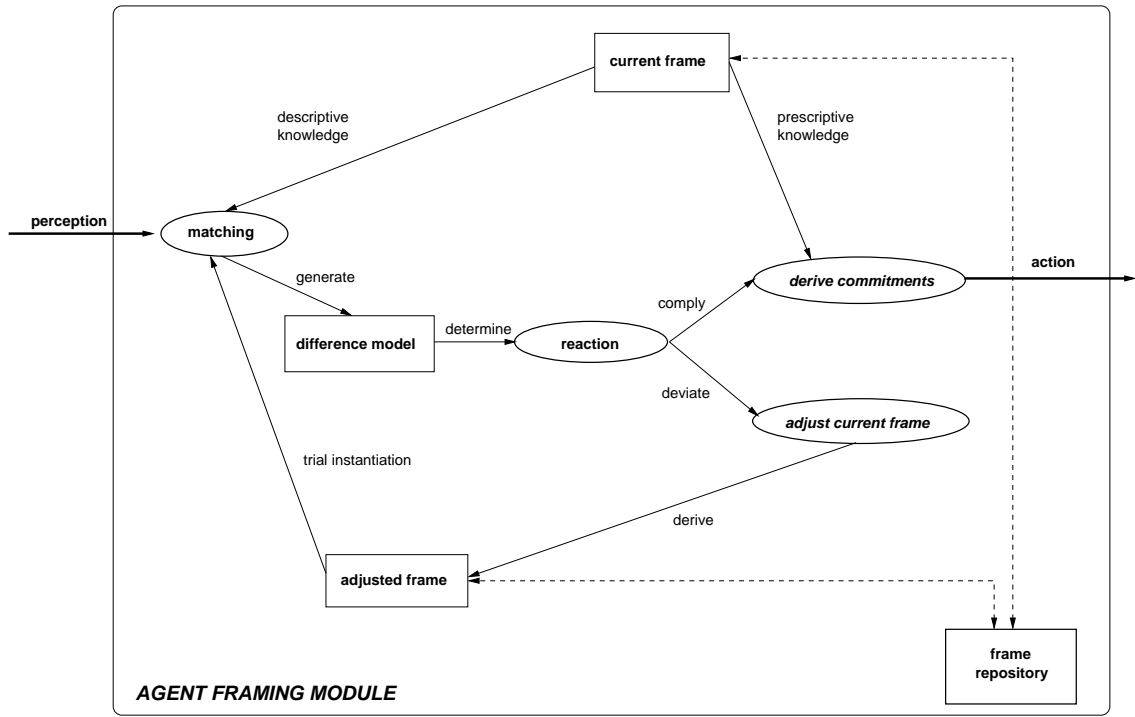 current frame
descriptive
knowledge
prescriptive
knowledge
perception
matching
action
generate
derive commitments
comply
determine
difference model
reaction
deviate
adjust current frame
trial instantiation
derive
adjusted frame
frame
repository
AGENT FRAMING MODULE